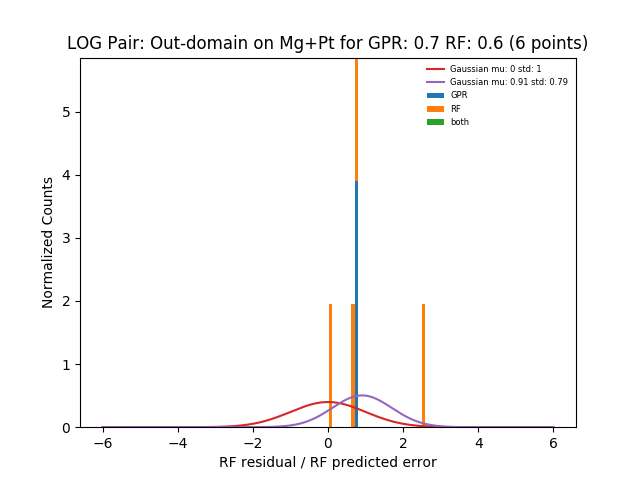 LOG Pair: Out-domain on Mg+Pt for GPR: 0.7 RF: 0.6 (6 points)
Gaussian mu: 0 std: 1
Gaussian mu: 0.91 std: 0.79
GPR
RF
both
Normalized Counts
5
4
3
2
1
0
−6 −4 −2 0 2 4 6
RF residual / RF predicted error